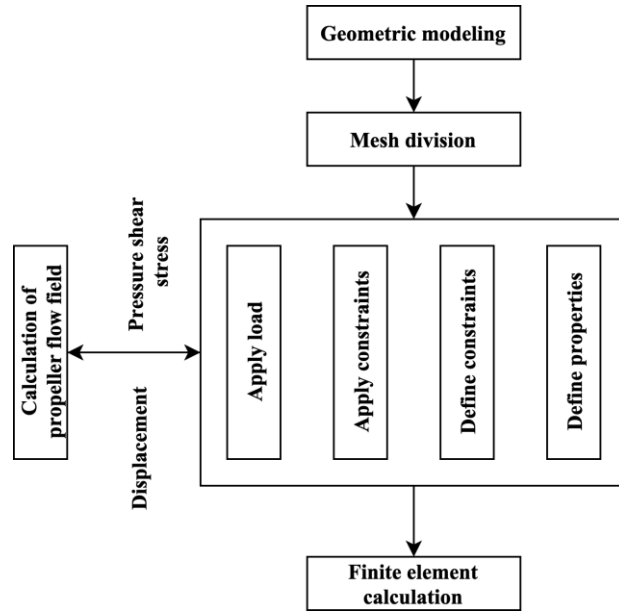 Geometric modeling
Mesh division
Calculation of
propeller flow field
Pressure shear
stress
Displacement
Apply load
Apply constraints
Define constraints
Define properties
Finite element
calculation